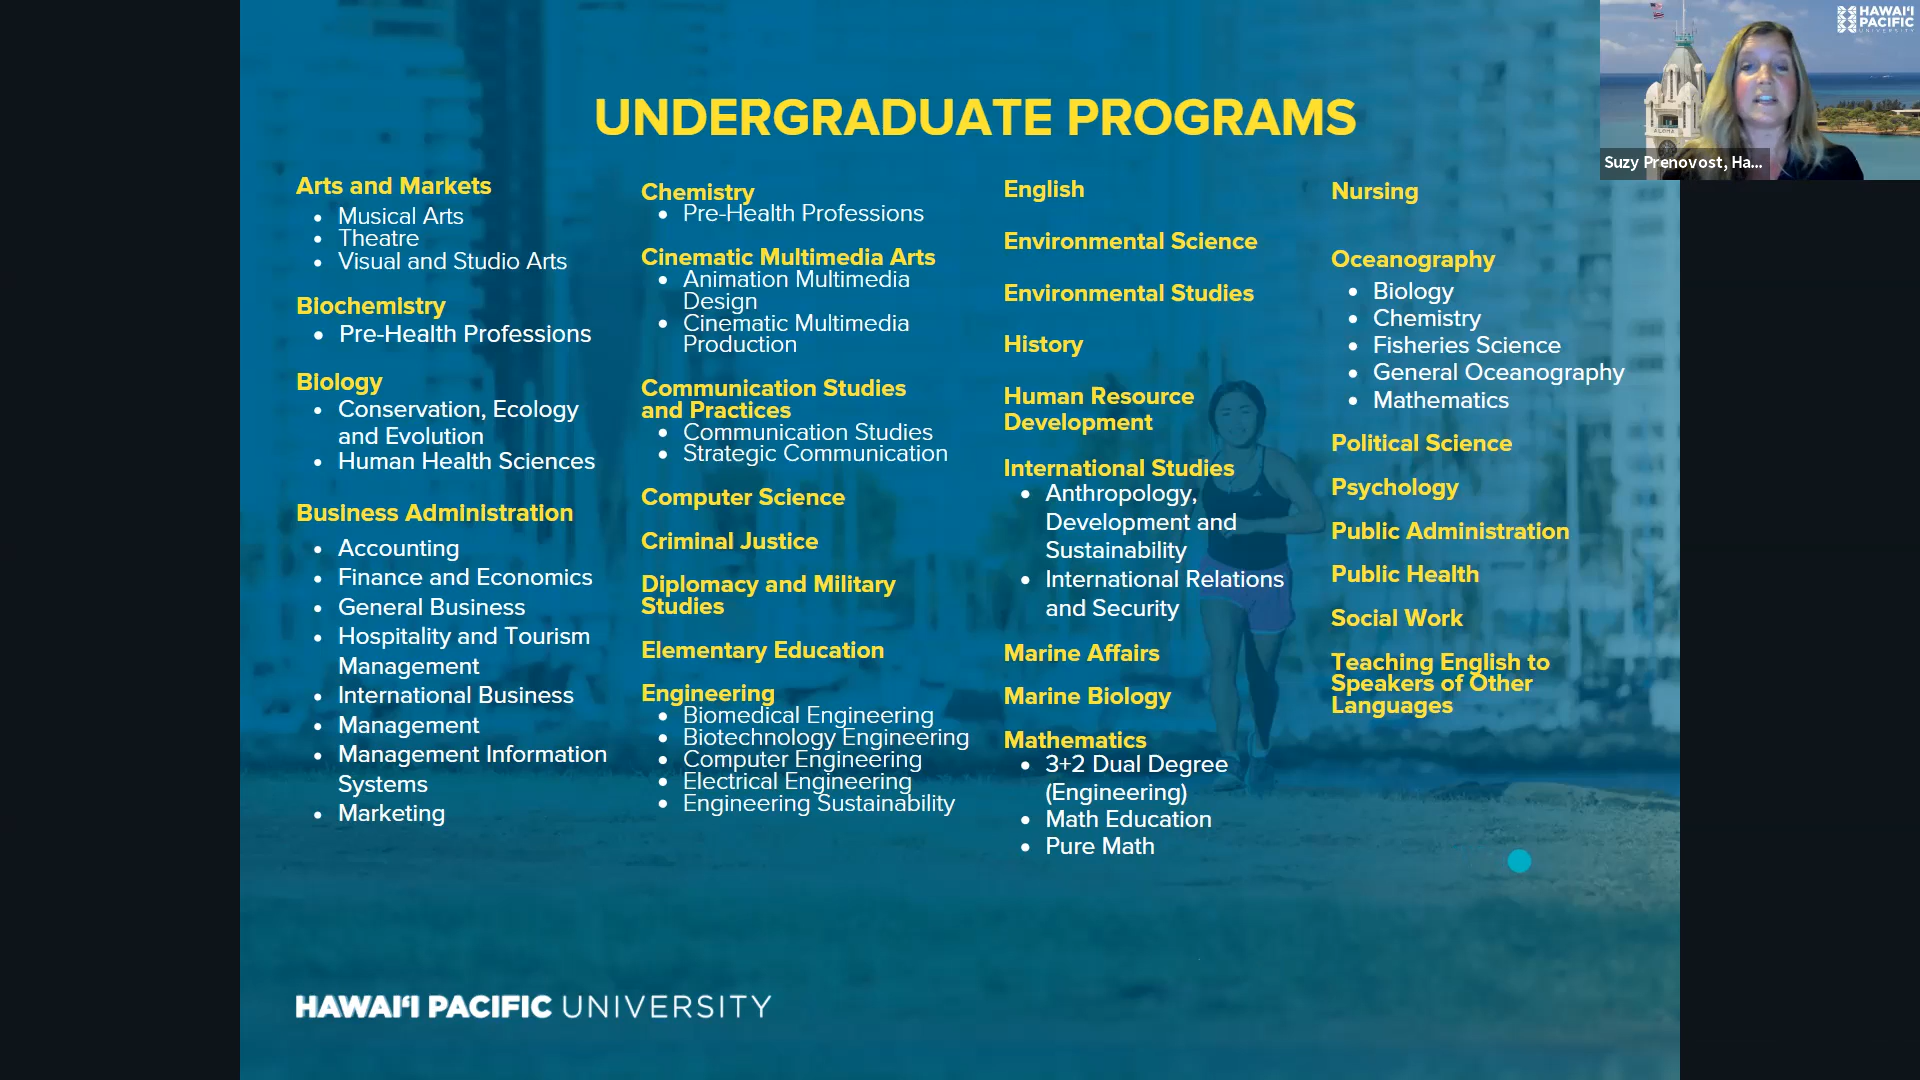 HAWAI‘I
PACIFIC
UNIVERSITY
ALOHA
Suzy Prenovost, Ha...
UNDERGRADUATE PROGRAMS
Arts and Markets
• Musical Arts
• Theatre
• Visual and Studio Arts
Biochemistry
• Pre-Health Professions
Biology
• Conservation, Ecology
and Evolution
• Human Health Sciences
Business Administration
• Accounting
• Finance and Economics
• General Business
• Hospitality and Tourism
Management
• International Business
• Management
• Management Information
Systems
• Marketing
Chemistry
• Pre-Health Professions
Cinematic Multimedia Arts
• Animation Multimedia
Design
• Cinematic Multimedia
Production
Communication Studies
and Practices
• Communication Studies
• Strategic Communication
Computer Science
Criminal Justice
Diplomacy and Military
Studies
Elementary Education
Engineering
• Biomedical Engineering
• Biotechnology Engineering
• Computer Engineering
• Electrical Engineering
• Engineering Sustainability
English
Environmental Science
Environmental Studies
History
Human Resource
Development
International Studies
• Anthropology,
Development and
Sustainability
• International Relations
and Security
Marine Affairs
Marine Biology
Mathematics
• 3+2 Dual Degree
(Engineering)
• Math Education
• Pure Math
Nursing
Oceanography
• Biology
• Chemistry
• Fisheries Science
• General Oceanography
• Mathematics
Political Science
Psychology
Public Administration
Public Health
Social Work
Teaching English to
Speakers of Other
Languages
HAWAI‘I PACIFIC UNIVERSITY